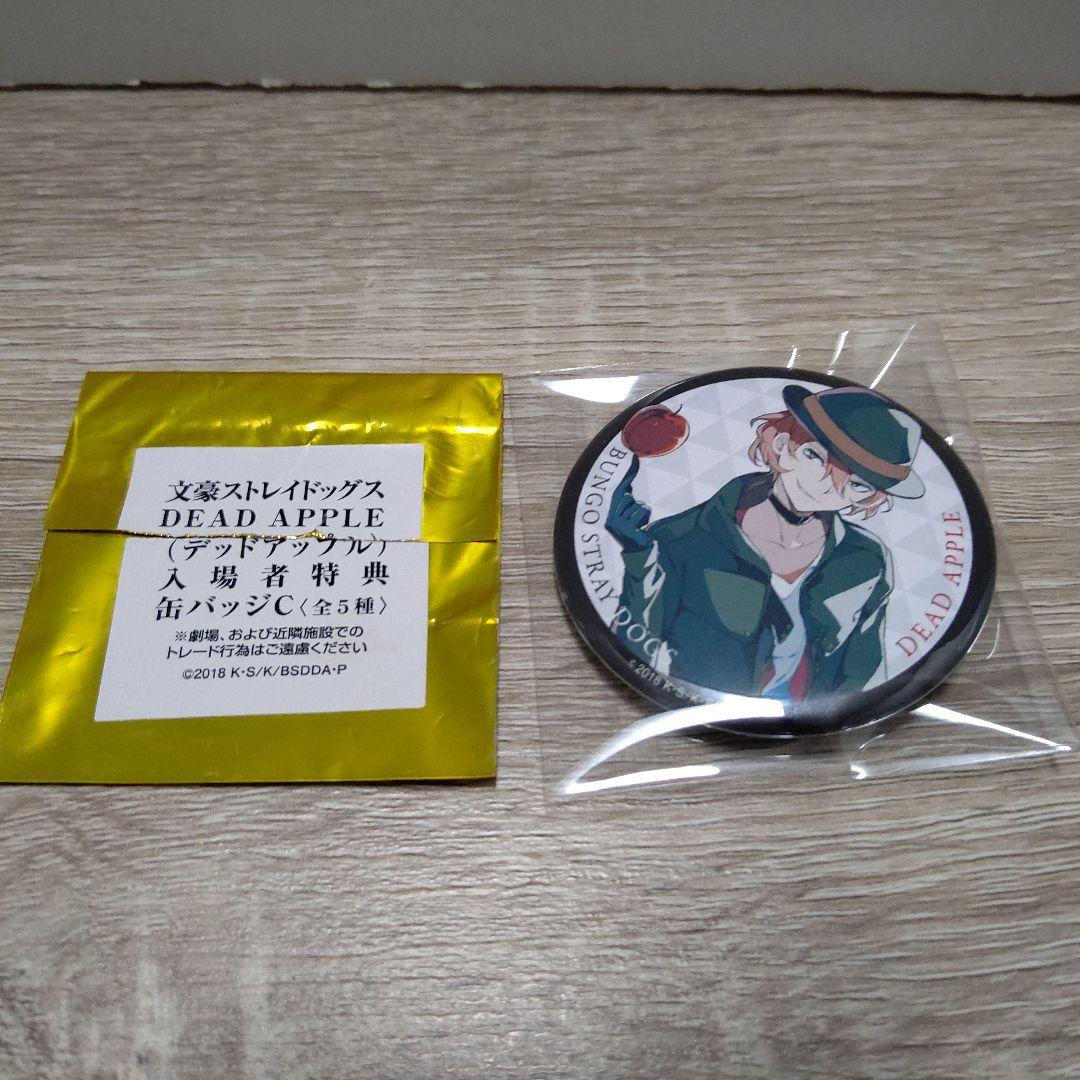 文豪ストレイドッグス
DEAD APPLE
(デッドアップル)
入場者特典
缶バッジC〈全5種〉
※劇場、および近隣施設での
トレード行為はご遠慮ください
©2018 K・S/K/BSDDA・P
BUNGO STRAY DOGS
DEAD APPLE
©2018 K・S・K